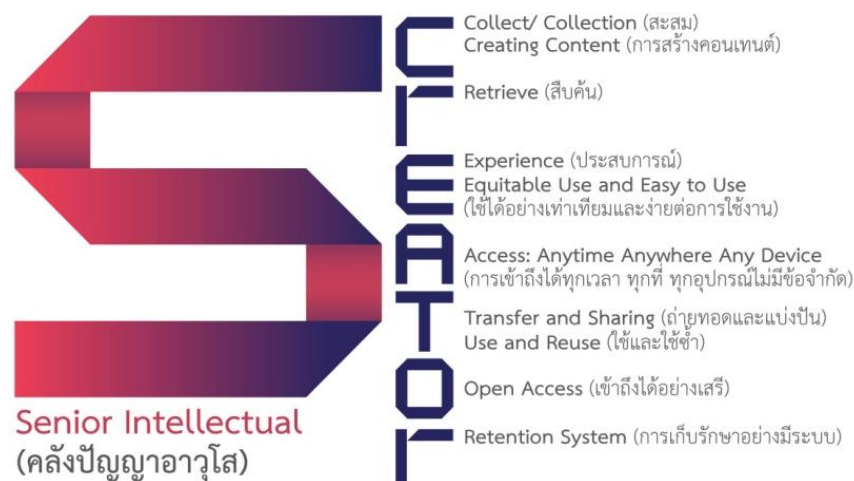 S
Creator
Collect/ Collection (สะสม)
Creating Content (การสร้างคอนเทนต์)
Retrieve (สืบค้น)
Experience (ประสบการณ์)
Equitable Use and Easy to Use
(ใช้ได้อย่างเท่าเทียมและง่ายต่อการใช้งาน)
Access: Anytime Anywhere Any Device
(การเข้าถึงได้ทุกเวลา ทุกที่ ทุกอุปกรณ์ไม่มีข้อจำกัด)
Transfer and Sharing (ถ่ายทอดและแบ่งปัน)
Use and Reuse (ใช้และใช้ซ้ำ)
Open Access (เข้าถึงได้อย่างเสรี)
Retention System (การเก็บรักษาอย่างมีระบบ)
Senior Intellectual
(คลังปัญญาอาวุโส)